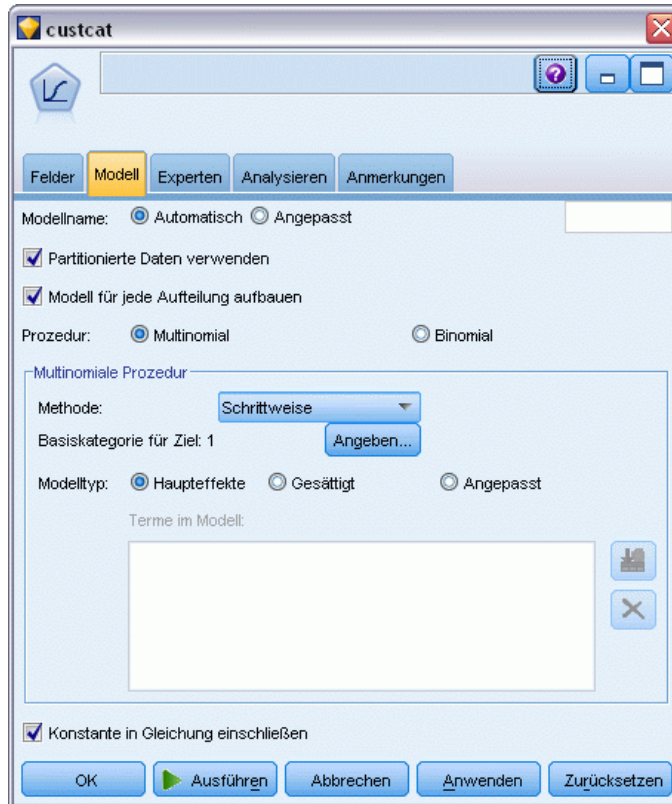 custcat
?
Felder Modell Experten Analysieren Anmerkungen
Modellname: Automatisch Angepasst
Partitionierte Daten verwenden
Modell für jede Aufteilung aufbauen
Prozedur: Multinomial Binomial
Multinomiale Prozedur
Methode: Schrittweise
Basiskategorie für Ziel: 1 Angeben...
Modelltyp: Haupteffekte Gesättigt Angepasst
Terme im Modell:
Konstante in Gleichung einschließen
OK Ausführen Abbrechen Anwenden Zurücksetzen